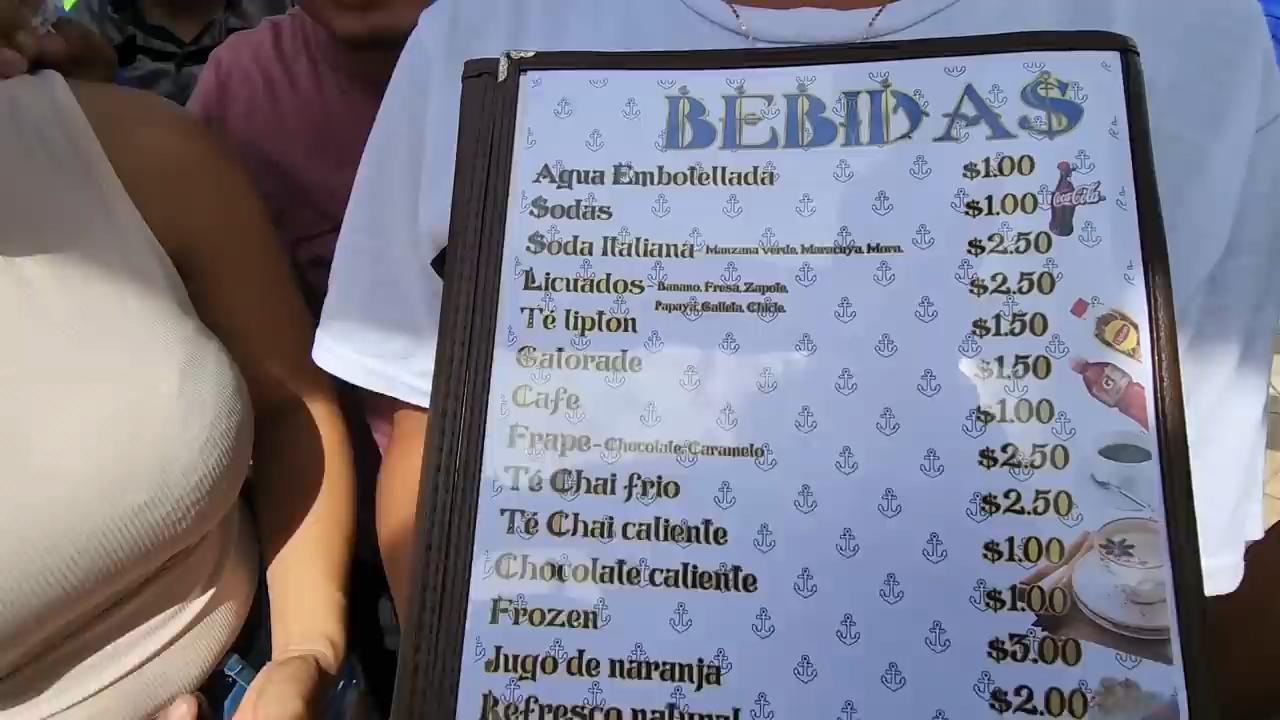 BEBIDAS
Agua Embotellada $1.00
Sodas $1.00
Coca-Cola
Soda Italiana - Manzana verde, Maracuya, Mora. $2.50
Licuados - Banano, Fresa, Zapote, $2.50
Papaya, Galleta, Chicle.
Té lipton $1.50
Gatorade $1.50
Cafe $1.00
Frape - Chocolate, Caramelo $2.50
Té Chai frio $2.50
Té Chai caliente $1.00
Chocolate caliente $1.00
Frozen $3.00
Jugo de naranja $2.00
Refresco natural